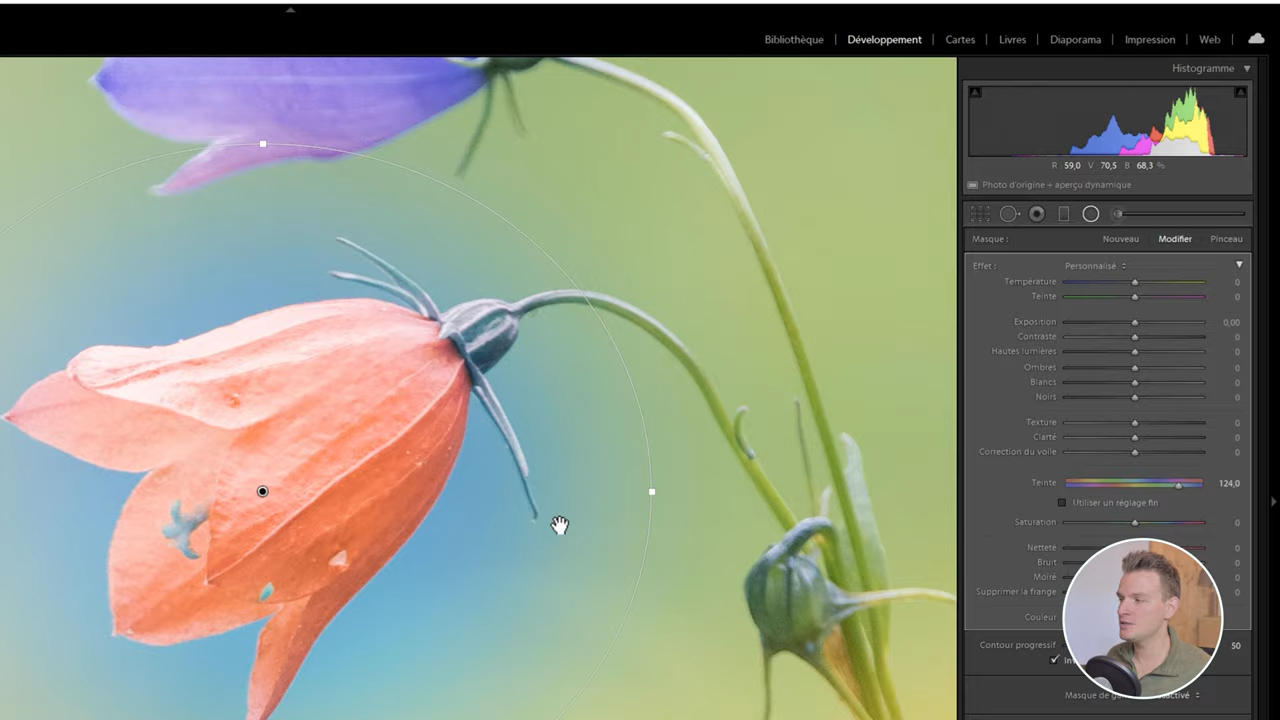 Bibliothèque | Développement | Cartes | Livres | Diaporama | Impression | Web
Histogramme
R 59,0 V 70,5 B 68,3 %
Photo d'origine + aperçu dynamique
Masque : Nouveau Modifier Pinceau
Effet : Personnalisé
Température 0
Teinte 0
Exposition 0,00
Contraste 0
Hautes lumières 0
Ombres 0
Blancs 0
Noirs 0
Texture 0
Clarté 0
Correction du voile 0
Teinte 124,0
Utiliser un réglage fin
Saturation 0
Netteté 0
Bruit 0
Moiré 0
Supprimer la frange 0
Couleur
Contour progressif 50
Masque de